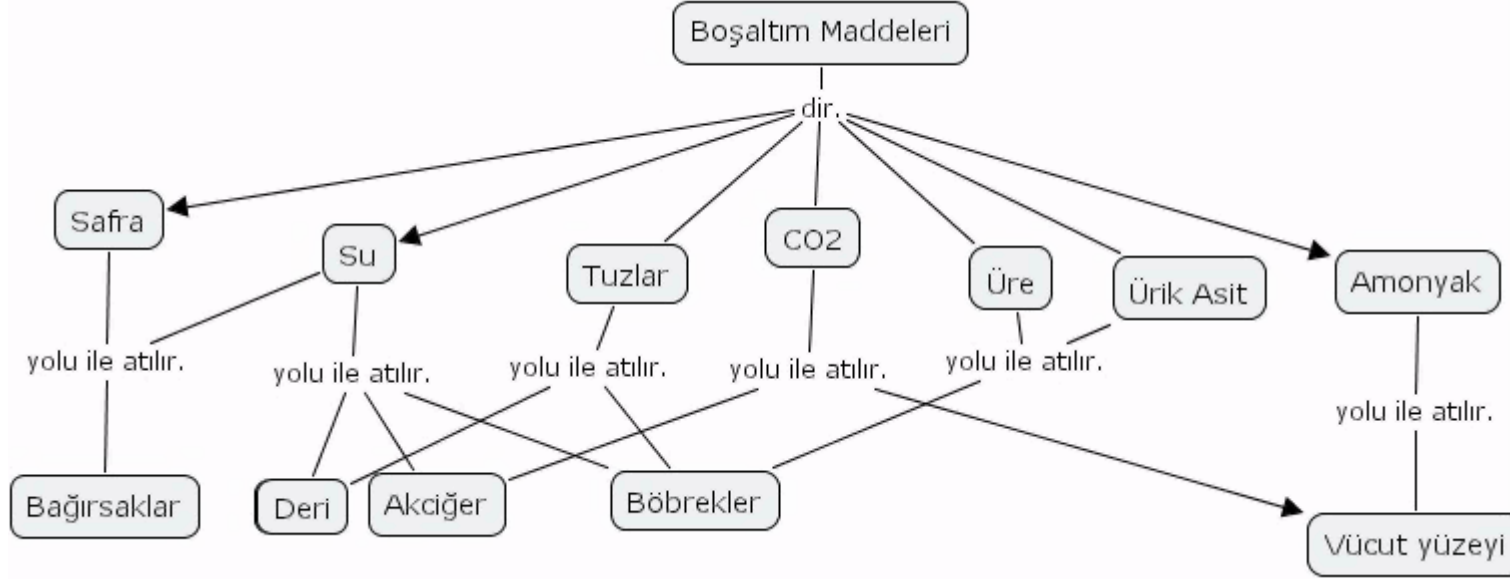 Boşaltım Maddeleri
dir.
Safra
Su
Tuzlar
CO2
Üre
Ürik Asit
Amonyak
yolu ile atılır.
yolu ile atılır.
yolu ile atılır.
yolu ile atılır.
yolu ile atılır.
yolu ile atılır.
Bağırsaklar
Deri
Akciğer
Böbrekler
Vücut yüzeyi